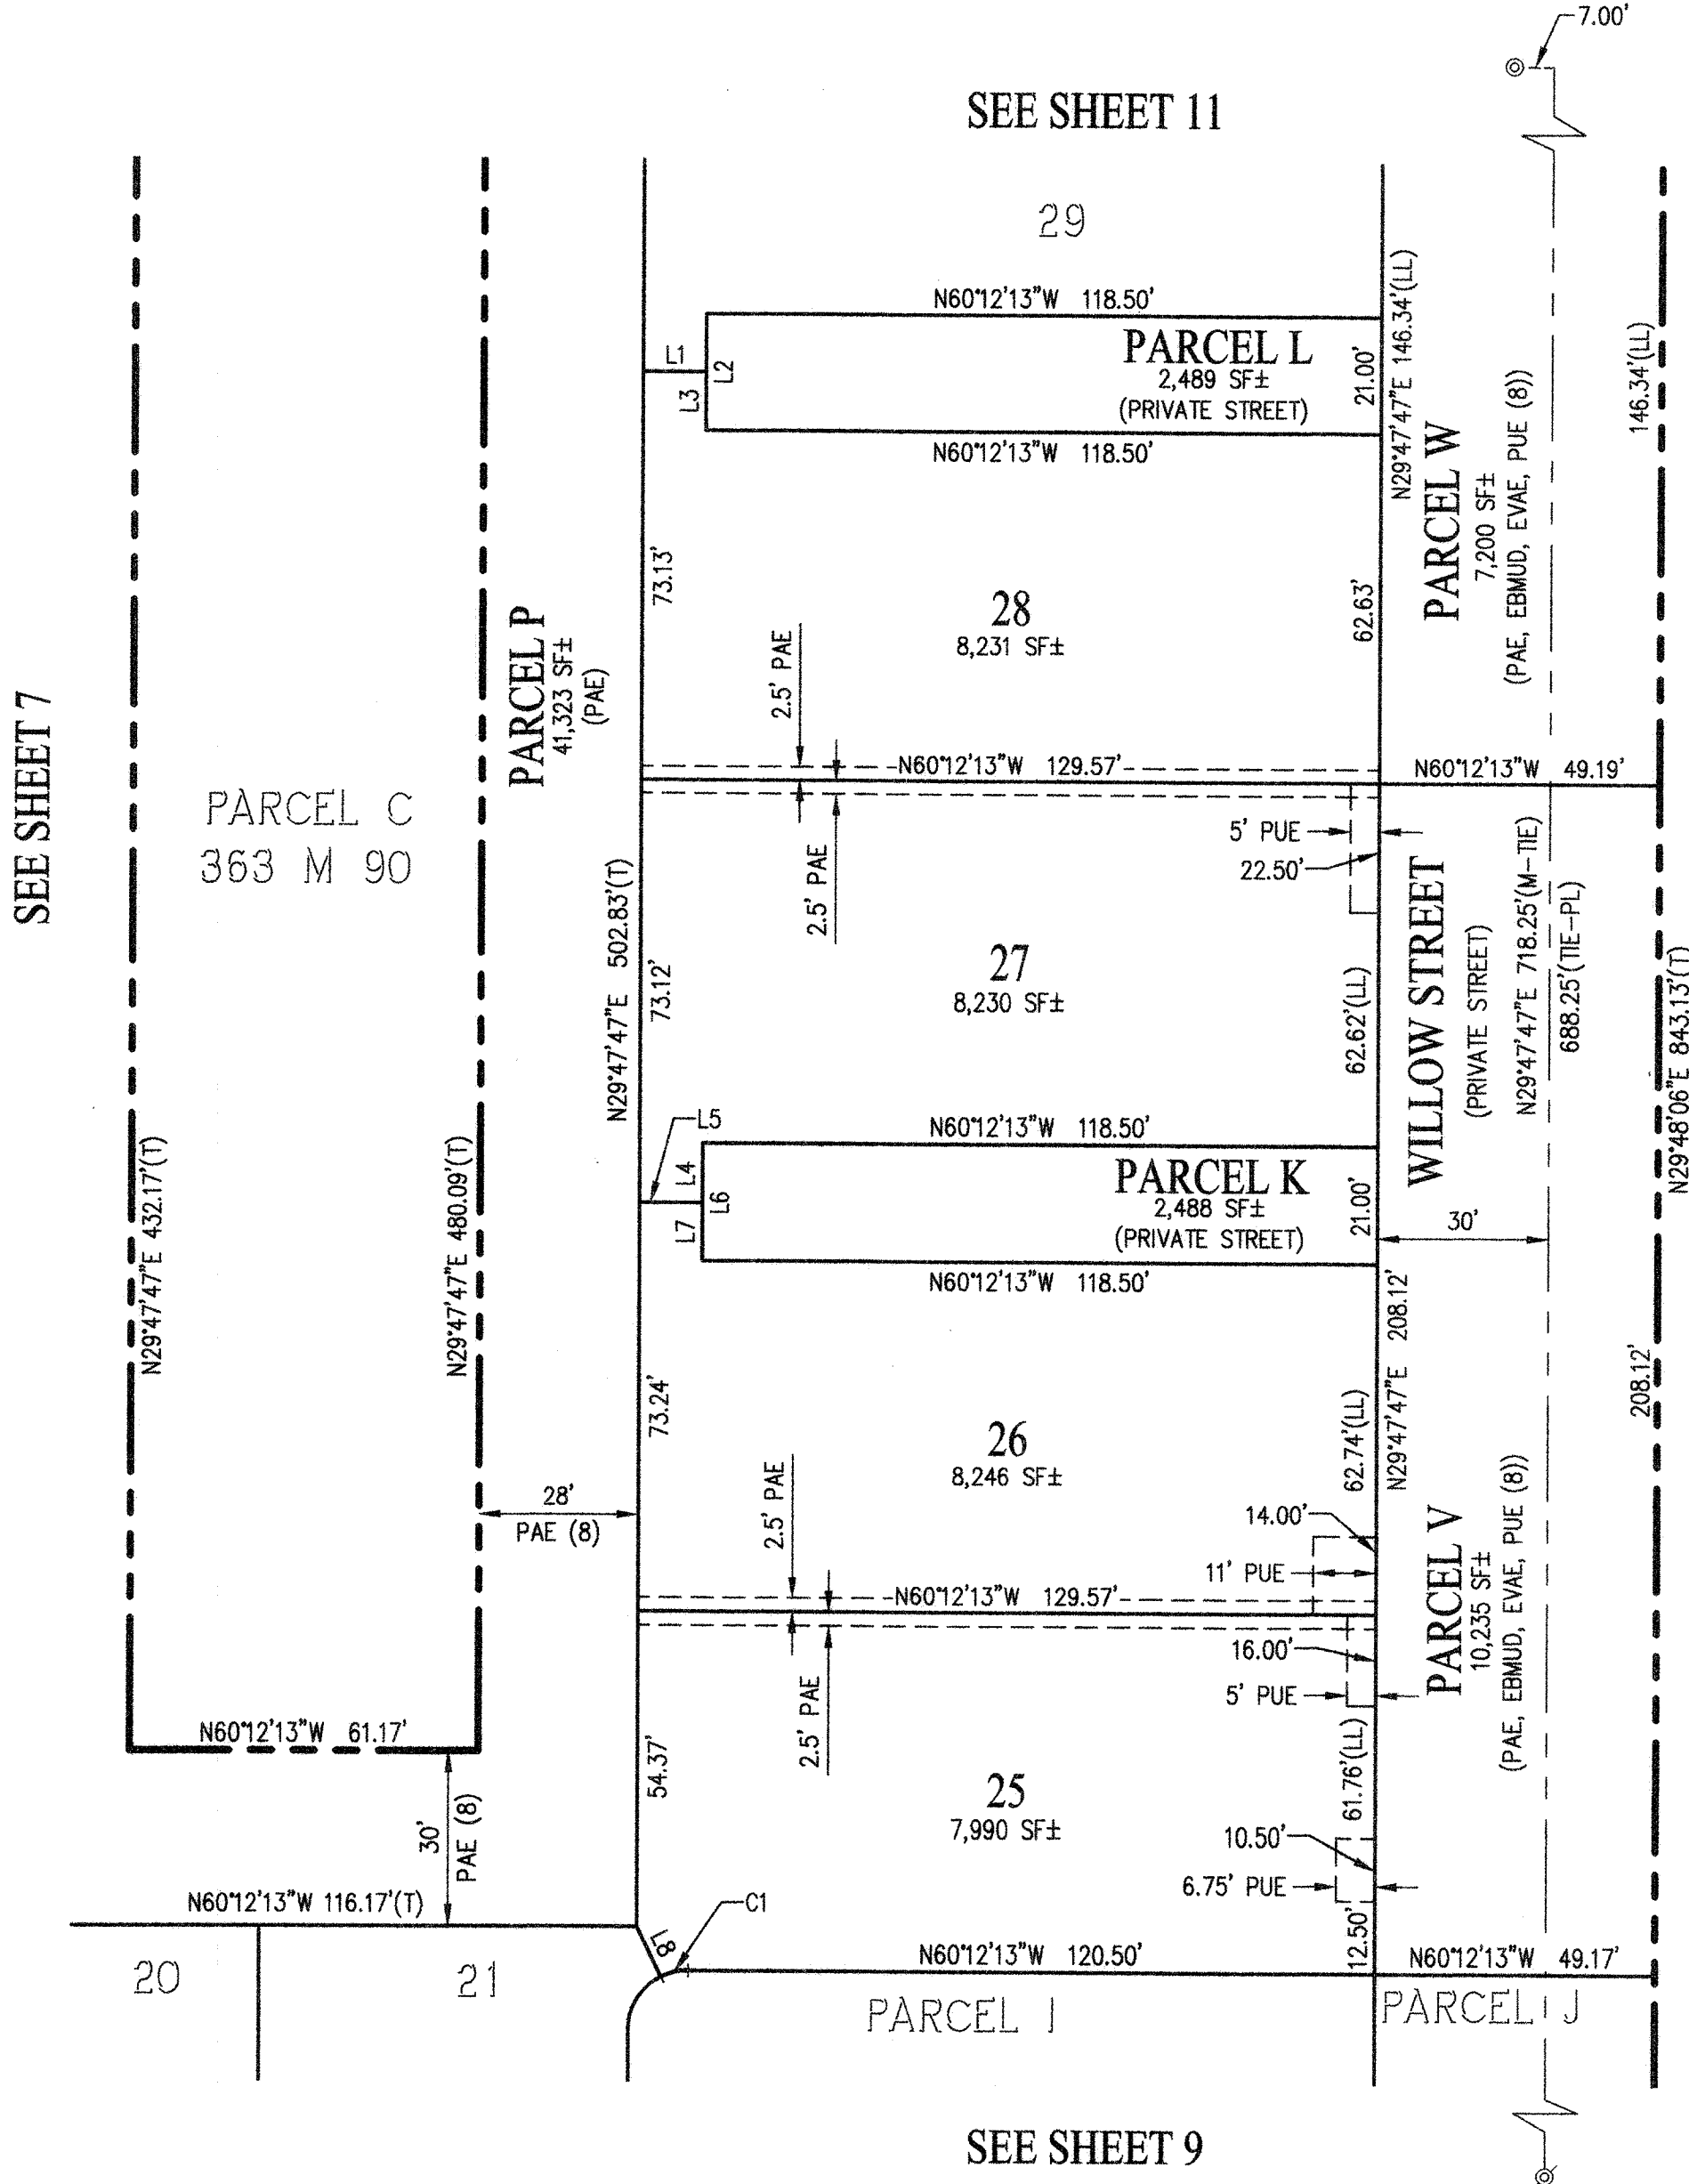 7.00'
SEE SHEET 11
29
N60°12'13"W 118.50'
PARCEL L
2,489 SF±
(PRIVATE STREET)
21.00'
L1
L2
L3
N60°12'13"W 118.50'
N29°47'47"E 146.34'(LL)
PARCEL W
7,200 SF±
(PAE, EBMUD, EVAE, PUE (8))
146.34'(LL)
73.13'
28
8,231 SF±
62.63'
PARCEL P
41,323 SF±
(PAE)
2.5' PAE
N60°12'13"W 129.57'
N60°12'13"W 49.19'
SEE SHEET 7
PARCEL C
363 M 90
2.5' PAE
5' PUE
22.50'
N29°47'47"E 502.83'(T)
73.12'
27
8,230 SF±
62.62'(LL)
WILLOW STREET
(PRIVATE STREET)
N29°47'47"E 718.25'(M-TIE)
688.25'(TIE-PL)
N29°48'06"E 843.13'(T)
L5
N60°12'13"W 118.50'
L4
L6
L7
PARCEL K
2,488 SF±
(PRIVATE STREET)
21.00'
30'
N60°12'13"W 118.50'
N29°47'47"E 432.17'(T)
N29°47'47"E 480.09'(T)
N29°47'47"E 208.12'
208.12'
73.24'
26
8,246 SF±
62.74'(LL)
28'
PAE (8)
2.5' PAE
14.00'
11' PUE
N60°12'13"W 129.57'
PARCEL V
10,235 SF±
(PAE, EBMUD, EVAE, PUE (8))
16.00'
5' PUE
2.5' PAE
N60°12'13"W 61.17'
54.37'
25
7,990 SF±
61.76'(LL)
30'
PAE (8)
10.50'
6.75' PUE
N60°12'13"W 116.17'(T)
C1
L8
N60°12'13"W 120.50'
12.50'
N60°12'13"W 49.17'
20
21
PARCEL I
PARCEL J
SEE SHEET 9